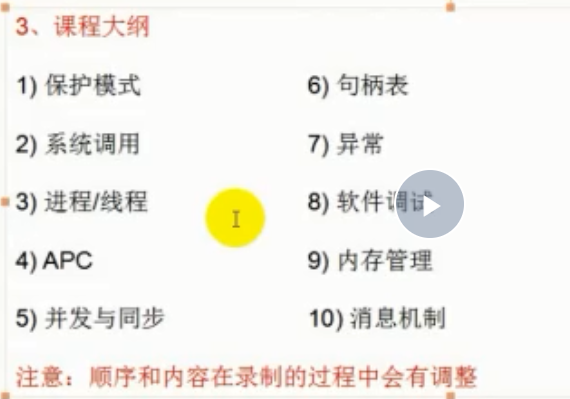 3、课程大纲
1) 保护模式
2) 系统调用
3) 进程/线程
4) APC
5) 并发与同步
6) 句柄表
7) 异常
8) 软件调试
9) 内存管理
10) 消息机制
注意：顺序和内容在录制的过程中会有调整